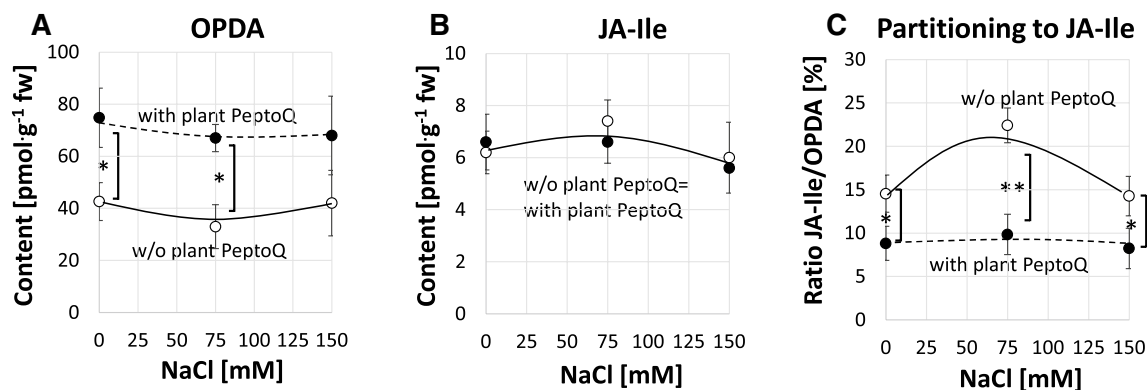 A
OPDA
Content [pmol·g⁻¹ fw]
100
80
60
40
20
0
with plant PeptoQ
*
*
w/o plant PeptoQ
0 25 50 75 100 125 150
NaCl [mM]
B
JA-Ile
Content [pmol·g⁻¹ fw]
10
8
6
4
2
0
w/o plant PeptoQ=
with plant PeptoQ
0 25 50 75 100 125 150
NaCl [mM]
C
Partitioning to JA-Ile
Ratio JA-Ile/OPDA [%]
30
25
20
15
10
5
0
w/o plant PeptoQ
**
*
*
with plant PeptoQ
0 25 50 75 100 125 150
NaCl [mM]